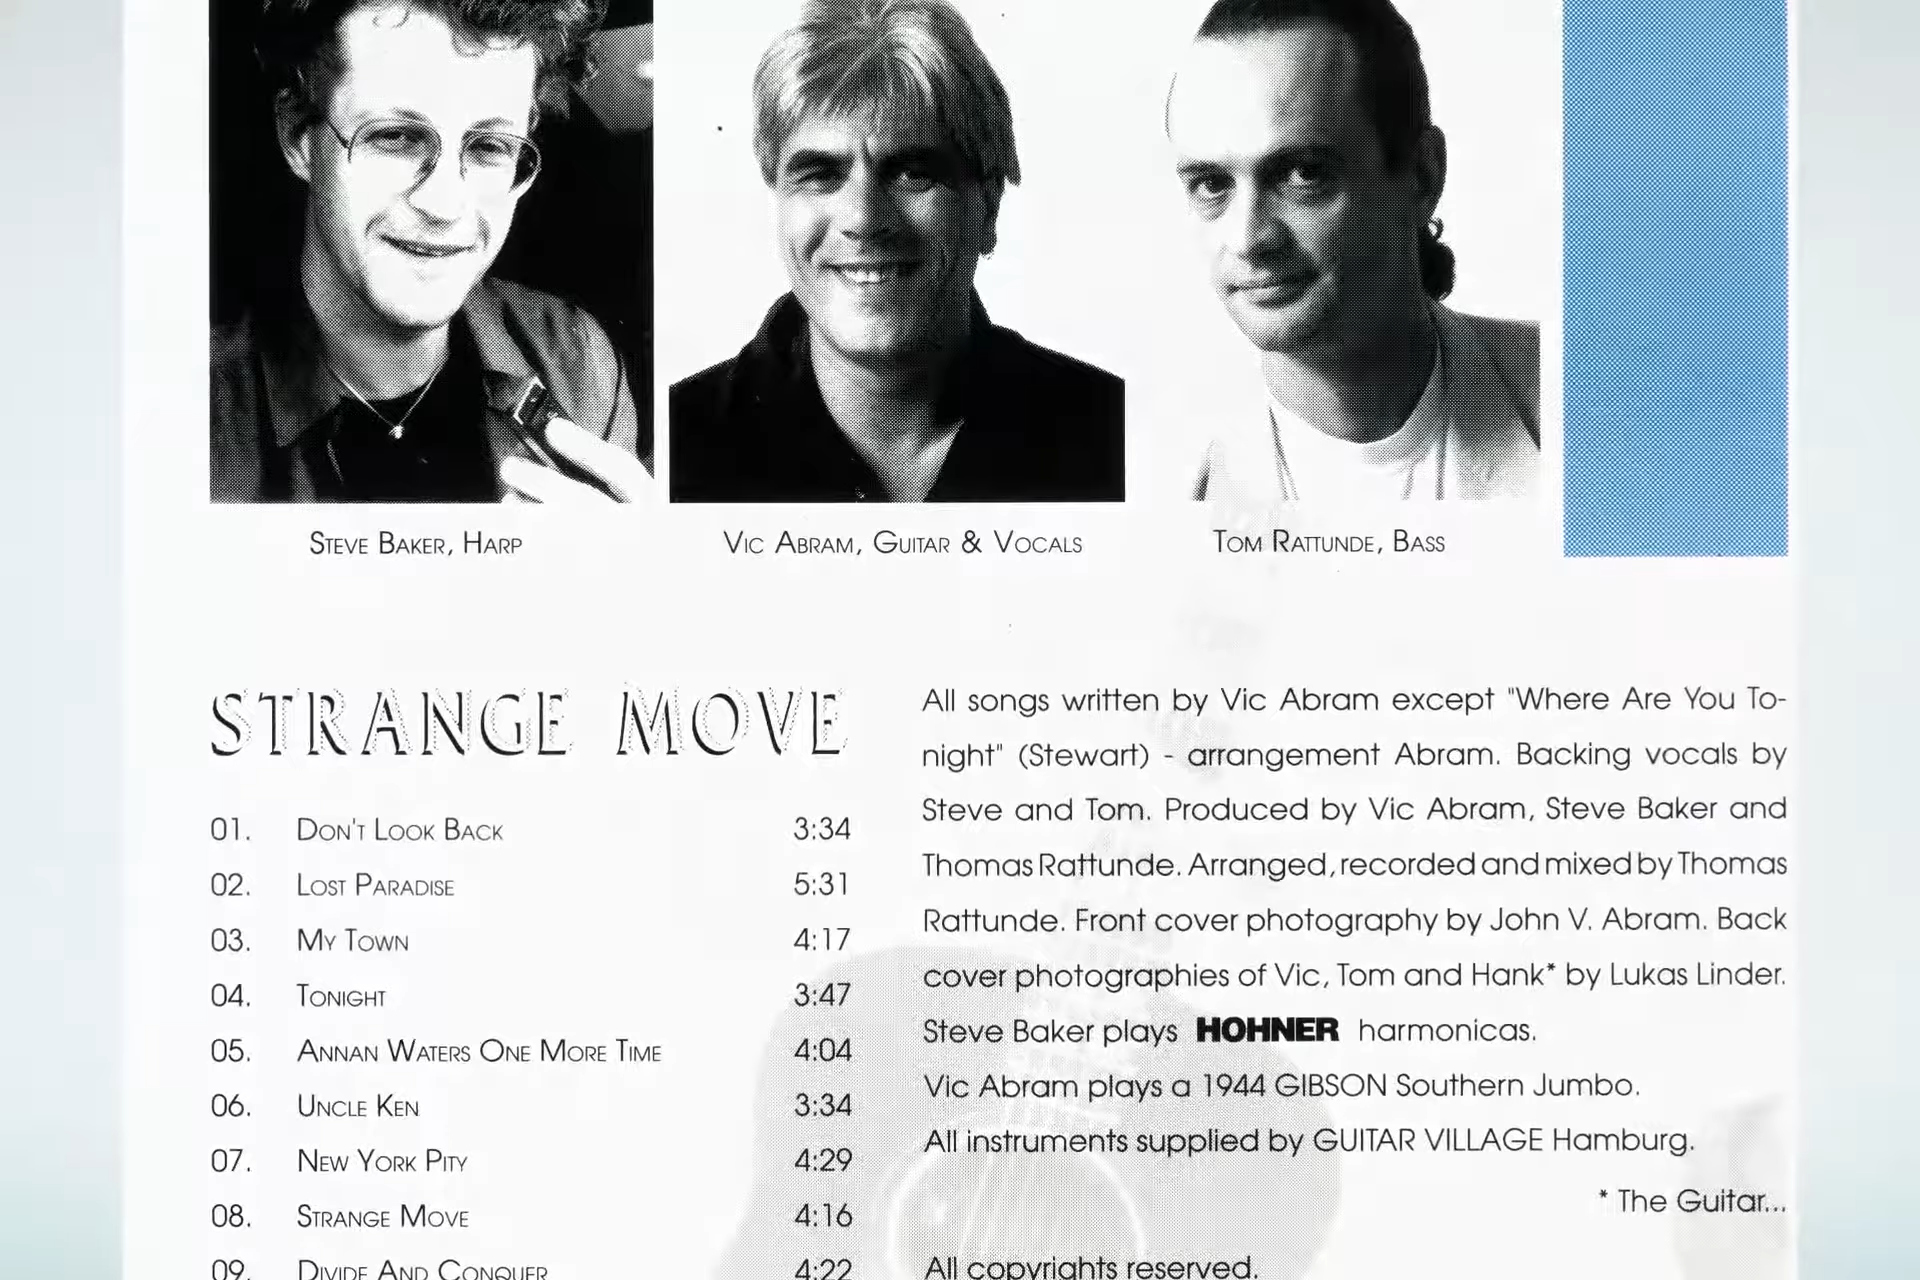 STEVE BAKER, HARP
VIC ABRAM, GUITAR & VOCALS
TOM RATTUNDE, BASS
STRANGE MOVE
01. DON'T LOOK BACK 3:34
02. LOST PARADISE 5:31
03. MY TOWN 4:17
04. TONIGHT 3:47
05. ANNAN WATERS ONE MORE TIME 4:04
06. UNCLE KEN 3:34
07. NEW YORK PITY 4:29
08. STRANGE MOVE 4:16
09. DIVIDE AND CONQUER 4:22
All songs written by Vic Abram except "Where Are You To-
night" (Stewart) - arrangement Abram. Backing vocals by
Steve and Tom. Produced by Vic Abram, Steve Baker and
Thomas Rattunde. Arranged, recorded and mixed by Thomas
Rattunde. Front cover photography by John V. Abram. Back
cover photographies of Vic, Tom and Hank* by Lukas Linder.
Steve Baker plays HOHNER harmonicas.
Vic Abram plays a 1944 GIBSON Southern Jumbo.
All instruments supplied by GUITAR VILLAGE Hamburg.
* The Guitar...
All copyrights reserved.